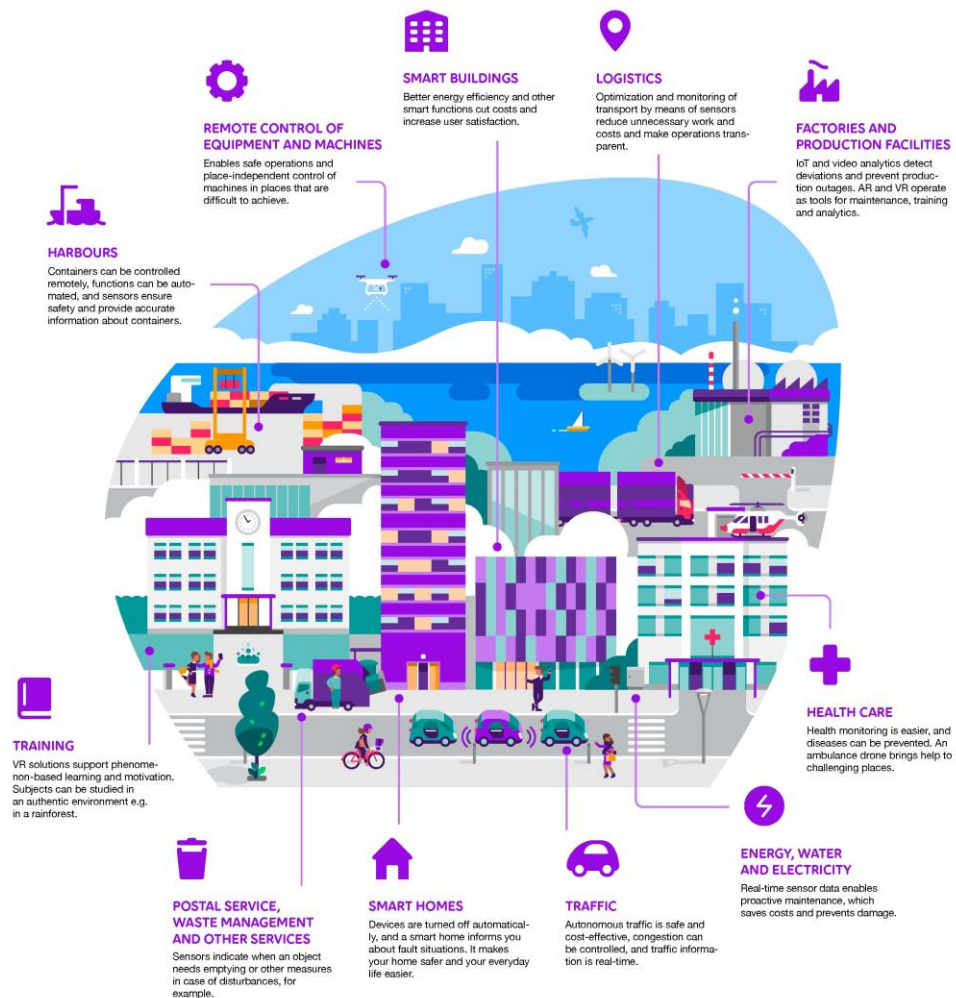 SMART BUILDINGS
Better energy efficiency and other
smart functions cut costs and
increase user satisfaction.
LOGISTICS
Optimization and monitoring of
transport by means of sensors
reduce unnecessary work and
costs and make operations trans-
parent.
REMOTE CONTROL OF
EQUIPMENT AND MACHINES
Enables safe operations and
place-independent control of
machines in places that are
difficult to achieve.
FACTORIES AND
PRODUCTION FACILITIES
IoT and video analytics detect
deviations and prevent produc-
tion outages. AR and VR operate
as tools for maintenance, training
and analytics.
HARBOURS
Containers can be controlled
remotely, functions can be auto-
mated, and sensors ensure
safety and provide accurate
information about containers.
TRAINING
VR solutions support phenome-
non-based learning and motivation.
Subjects can be studied in
an authentic environment e.g.
in a rainforest.
HEALTH CARE
Health monitoring is easier, and
diseases can be prevented. An
ambulance drone brings help to
challenging places.
ENERGY, WATER
AND ELECTRICITY
Real-time sensor data enables
proactive maintenance, which
saves costs and prevents damage.
POSTAL SERVICE,
WASTE MANAGEMENT
AND OTHER SERVICES
Sensors indicate when an object
needs emptying or other measures
in case of disturbances, for
example.
SMART HOMES
Devices are turned off automatical-
ly, and a smart home informs you
about fault situations. It makes
your home safer and your everyday
life easier.
TRAFFIC
Autonomous traffic is safe and
cost-effective, congestion can
be controlled, and traffic informa-
tion is real-time.